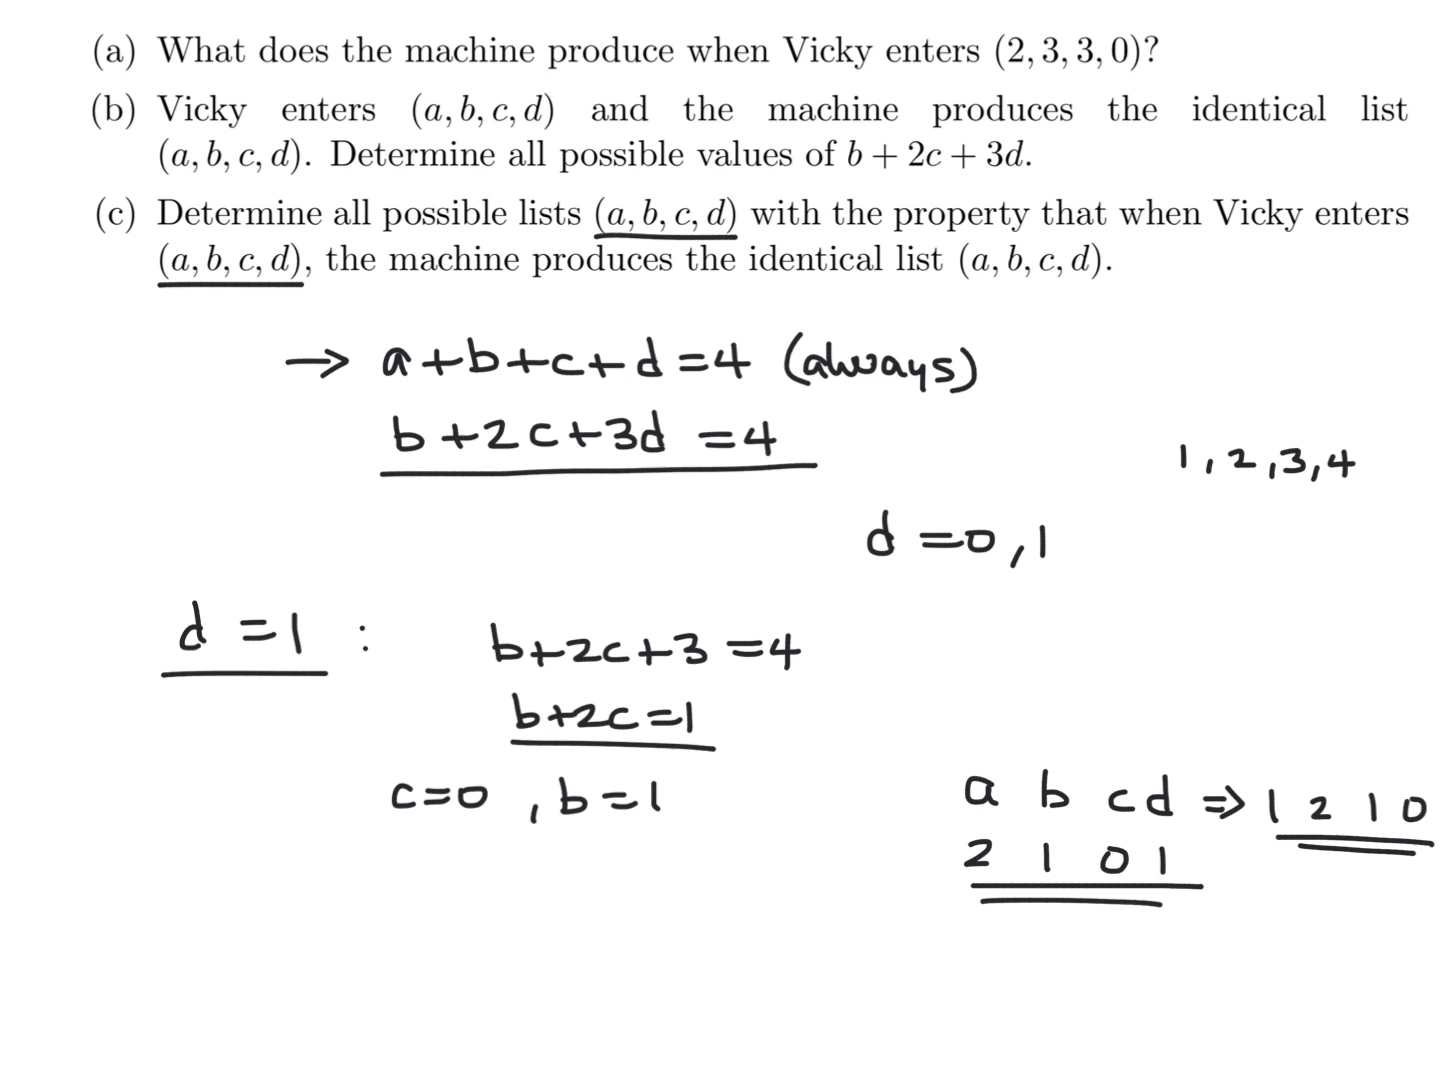 (a) What does the machine produce when Vicky enters (2, 3, 3, 0)?
(b) Vicky enters (a, b, c, d) and the machine produces the identical list
(a, b, c, d). Determine all possible values of b + 2c + 3d.
(c) Determine all possible lists (a, b, c, d) with the property that when Vicky enters
(a, b, c, d), the machine produces the identical list (a, b, c, d).
→ a+b+c+d=4 (always)
b+2c+3d=4
1,2,3,4
d=0,1
d=1 :
b+2c+3=4
b+2c=1
c=0, b=1
a b c d ⇒ 1 2 1 0
2 1 0 1